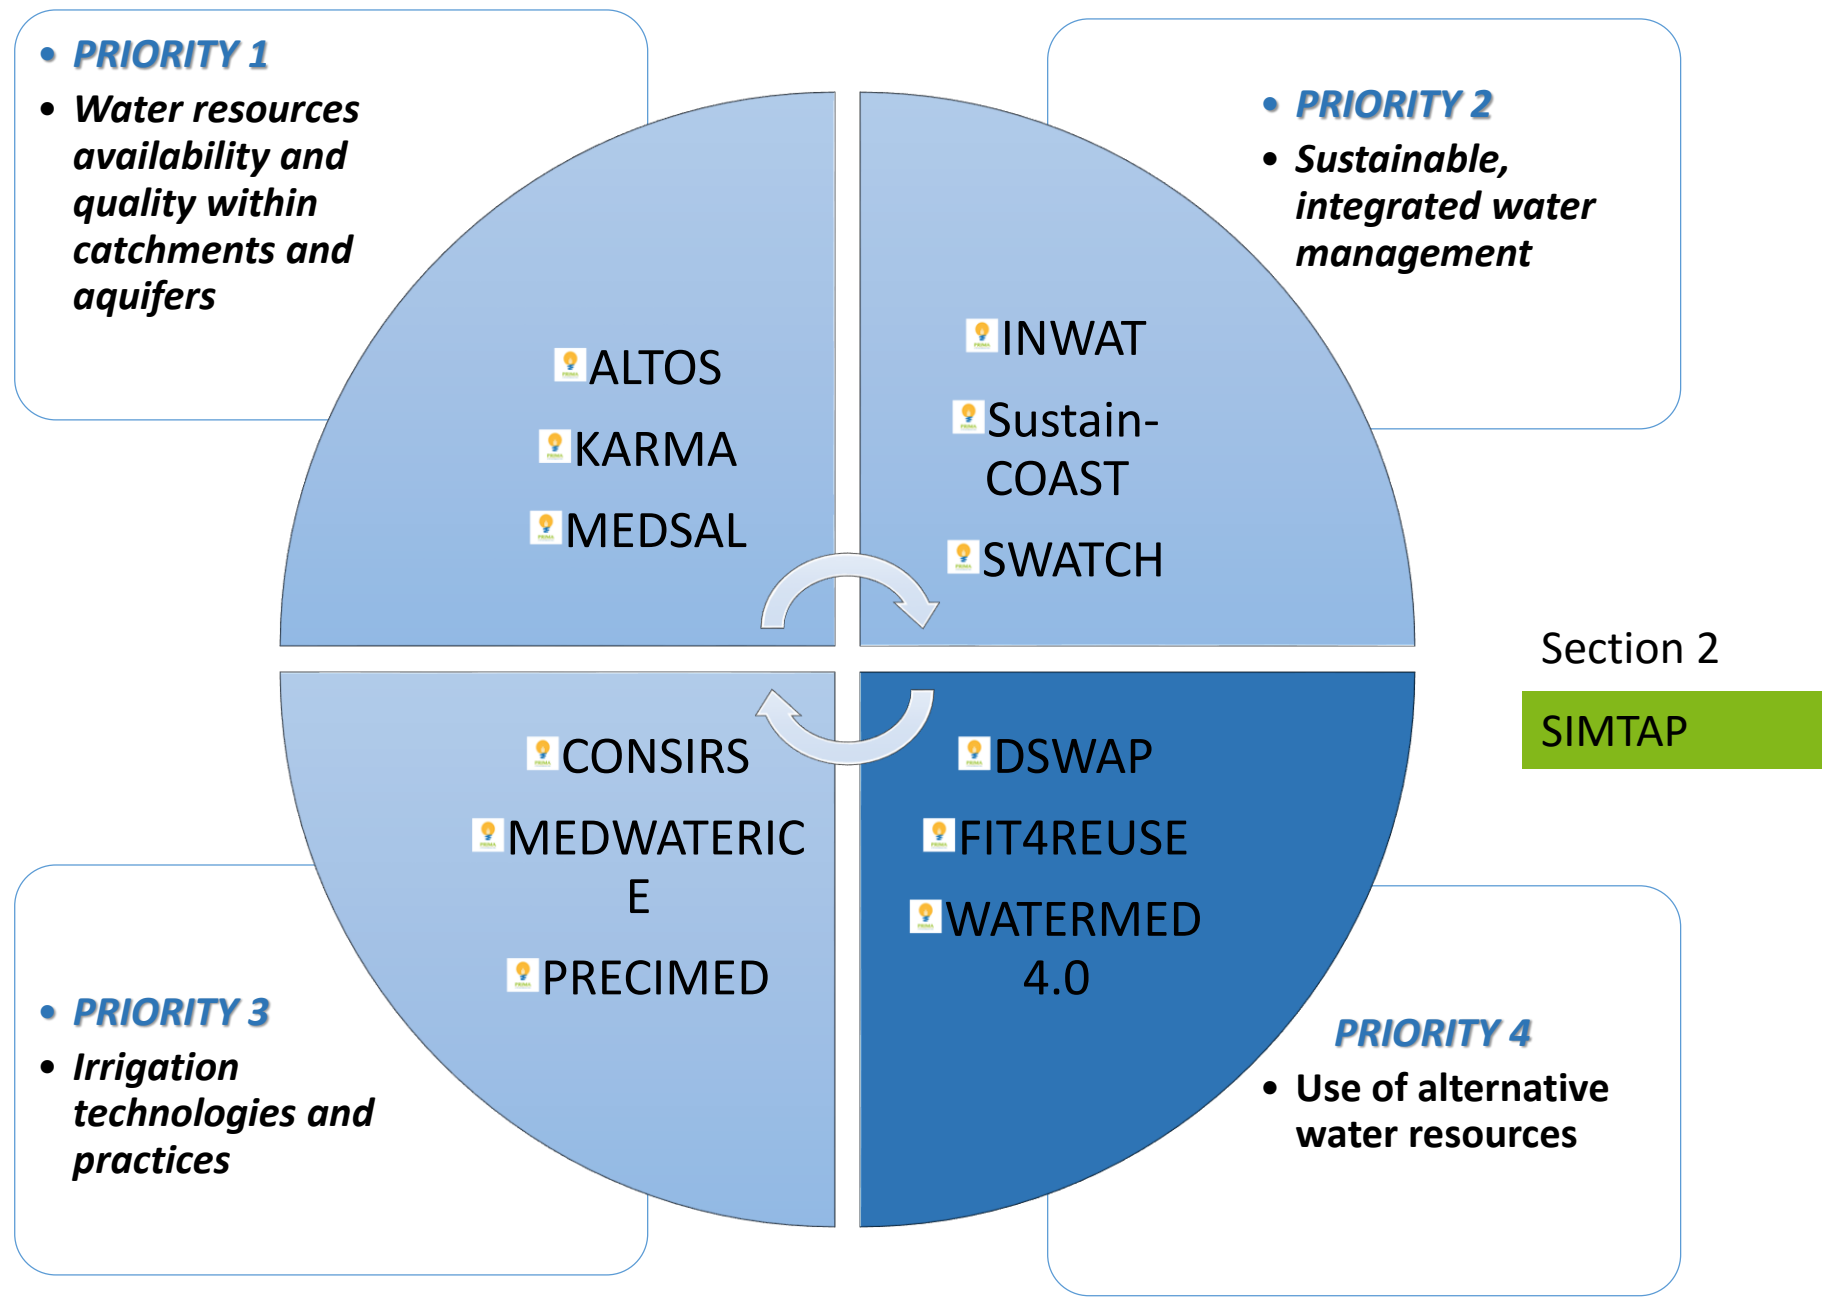 • PRIORITY 1
• Water resources
availability and
quality within
catchments and
aquifers
• PRIORITY 2
• Sustainable,
integrated water
management
ALTOS
KARMA
MEDSAL
INWAT
Sustain-
COAST
SWATCH
Section 2
SIMTAP
CONSIRS
MEDWATERIC
E
PRECIMED
DSWAP
FIT4REUSE
WATERMED
4.0
• PRIORITY 3
• Irrigation
technologies and
practices
PRIORITY 4
• Use of alternative
water resources